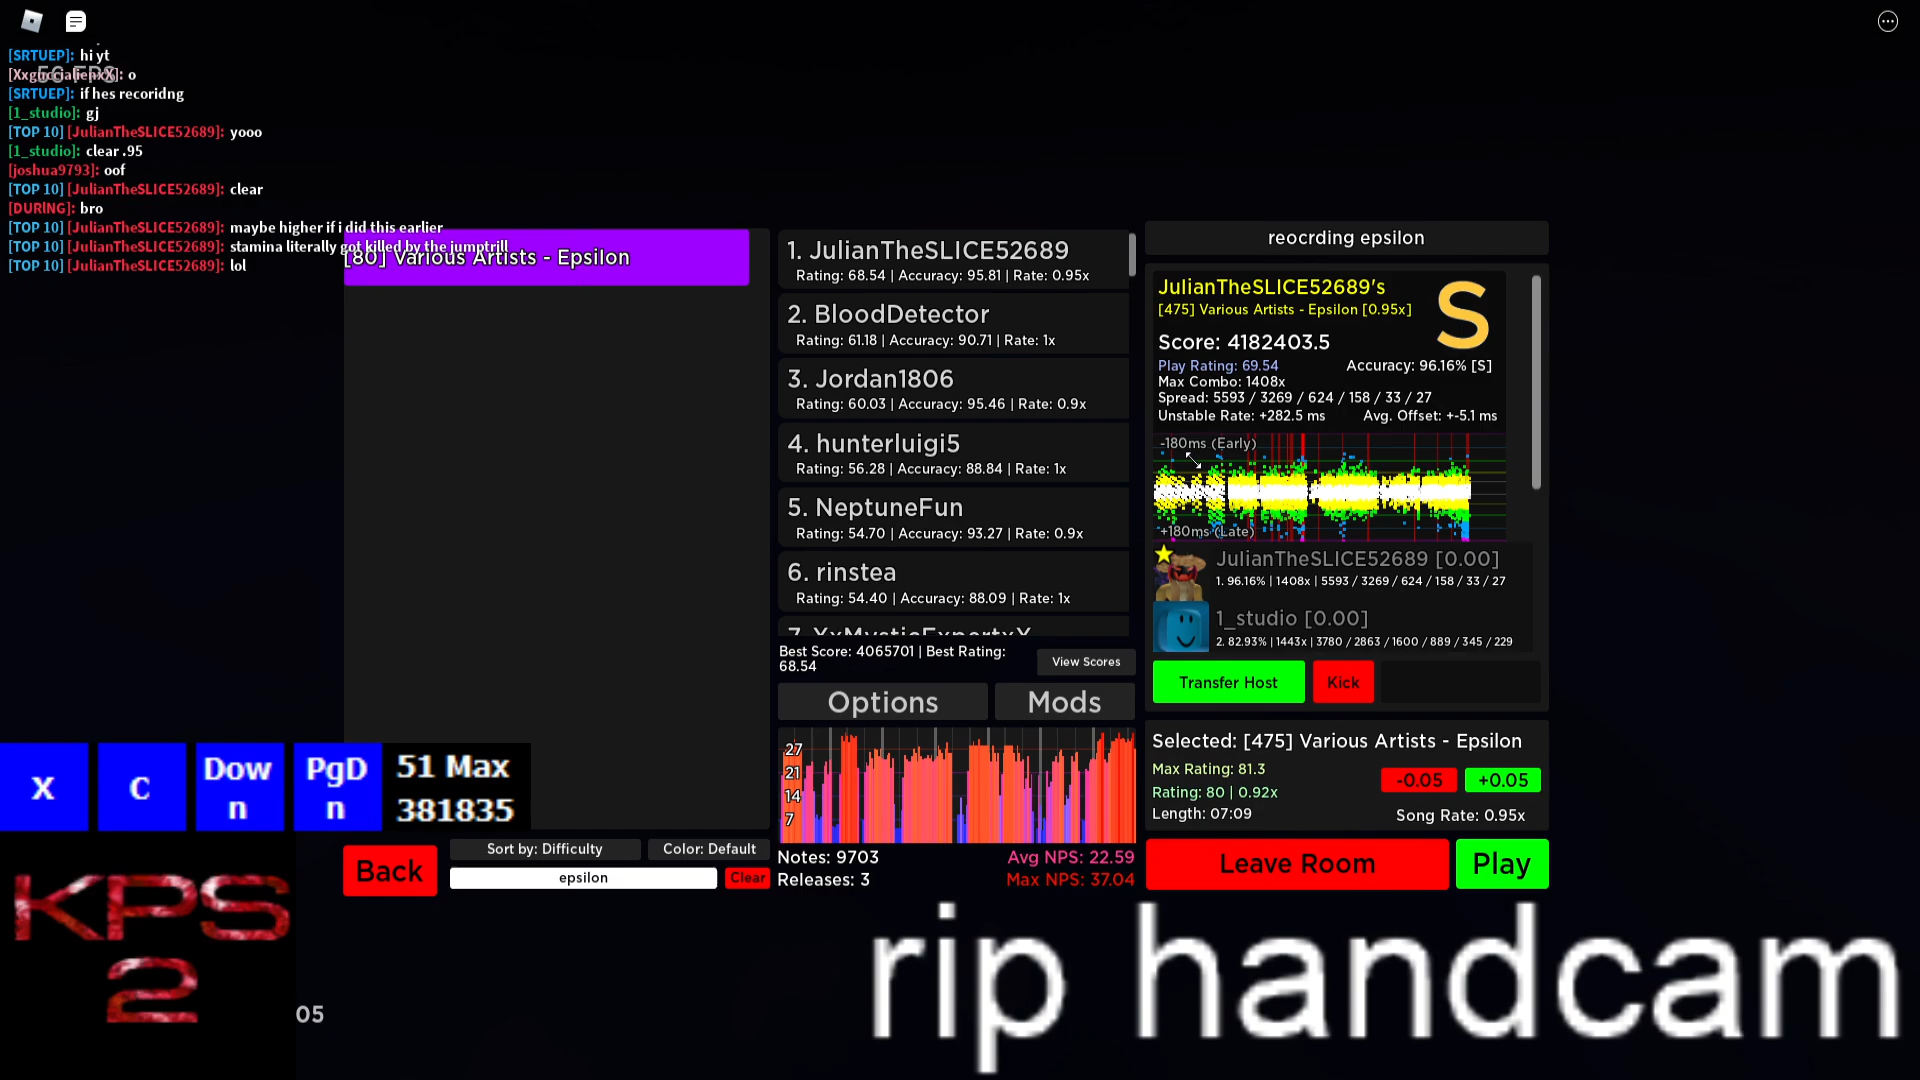 [SRTUEP]: hi yt
56 FPS
[SRTUEP]: if hes recoridng
[1_studio]: gj
[TOP 10] [JulianTheSLICE52689]: yooo
[1_studio]: clear .95
[joshua9793]: oof
[TOP 10] [JulianTheSLICE52689]: clear
[DURING]: bro
[TOP 10] [JulianTheSLICE52689]: maybe higher if i did this earlier
[TOP 10] [JulianTheSLICE52689]: stamina literally got killed by the jumptrill
[TOP 10] [JulianTheSLICE52689]: lol
[80] Various Artists - Epsilon
1. JulianTheSLICE52689
Rating: 68.54 | Accuracy: 95.81 | Rate: 0.95x
2. BloodDetector
Rating: 61.18 | Accuracy: 90.71 | Rate: 1x
3. Jordan1806
Rating: 60.03 | Accuracy: 95.46 | Rate: 0.9x
4. hunterluigi5
Rating: 56.28 | Accuracy: 88.84 | Rate: 1x
5. NeptuneFun
Rating: 54.70 | Accuracy: 93.27 | Rate: 0.9x
6. rinstea
Rating: 54.40 | Accuracy: 88.09 | Rate: 1x
7. XxMysticExpertxX
Best Score: 4065701 | Best Rating:
68.54
View Scores
Options
Mods
27
21
14
7
Notes: 9703
Avg NPS: 22.59
Releases: 3
Max NPS: 37.04
reocrding epsilon
JulianTheSLICE52689's
[475] Various Artists - Epsilon [0.95x]
S
Score: 4182403.5
Play Rating: 69.54
Accuracy: 96.16% [S]
Max Combo: 1408x
Spread: 5593 / 3269 / 624 / 158 / 33 / 27
Unstable Rate: +282.5 ms
Avg. Offset: +-5.1 ms
-180ms (Early)
+180ms (Late)
JulianTheSLICE52689 [0.00]
1. 96.16% | 1408x | 5593 / 3269 / 624 / 158 / 33 / 27
1_studio [0.00]
2. 82.93% | 1443x | 3780 / 2863 / 1600 / 889 / 345 / 229
Transfer Host
Kick
Selected: [475] Various Artists - Epsilon
Max Rating: 81.3
Rating: 80 | 0.92x
-0.05
+0.05
Length: 07:09
Song Rate: 0.95x
Leave Room
Play
X
C
Dow
n
PgD
n
51 Max
381835
Back
Sort by: Difficulty
Color: Default
epsilon
Clear
KPS
2
05
rip handcam